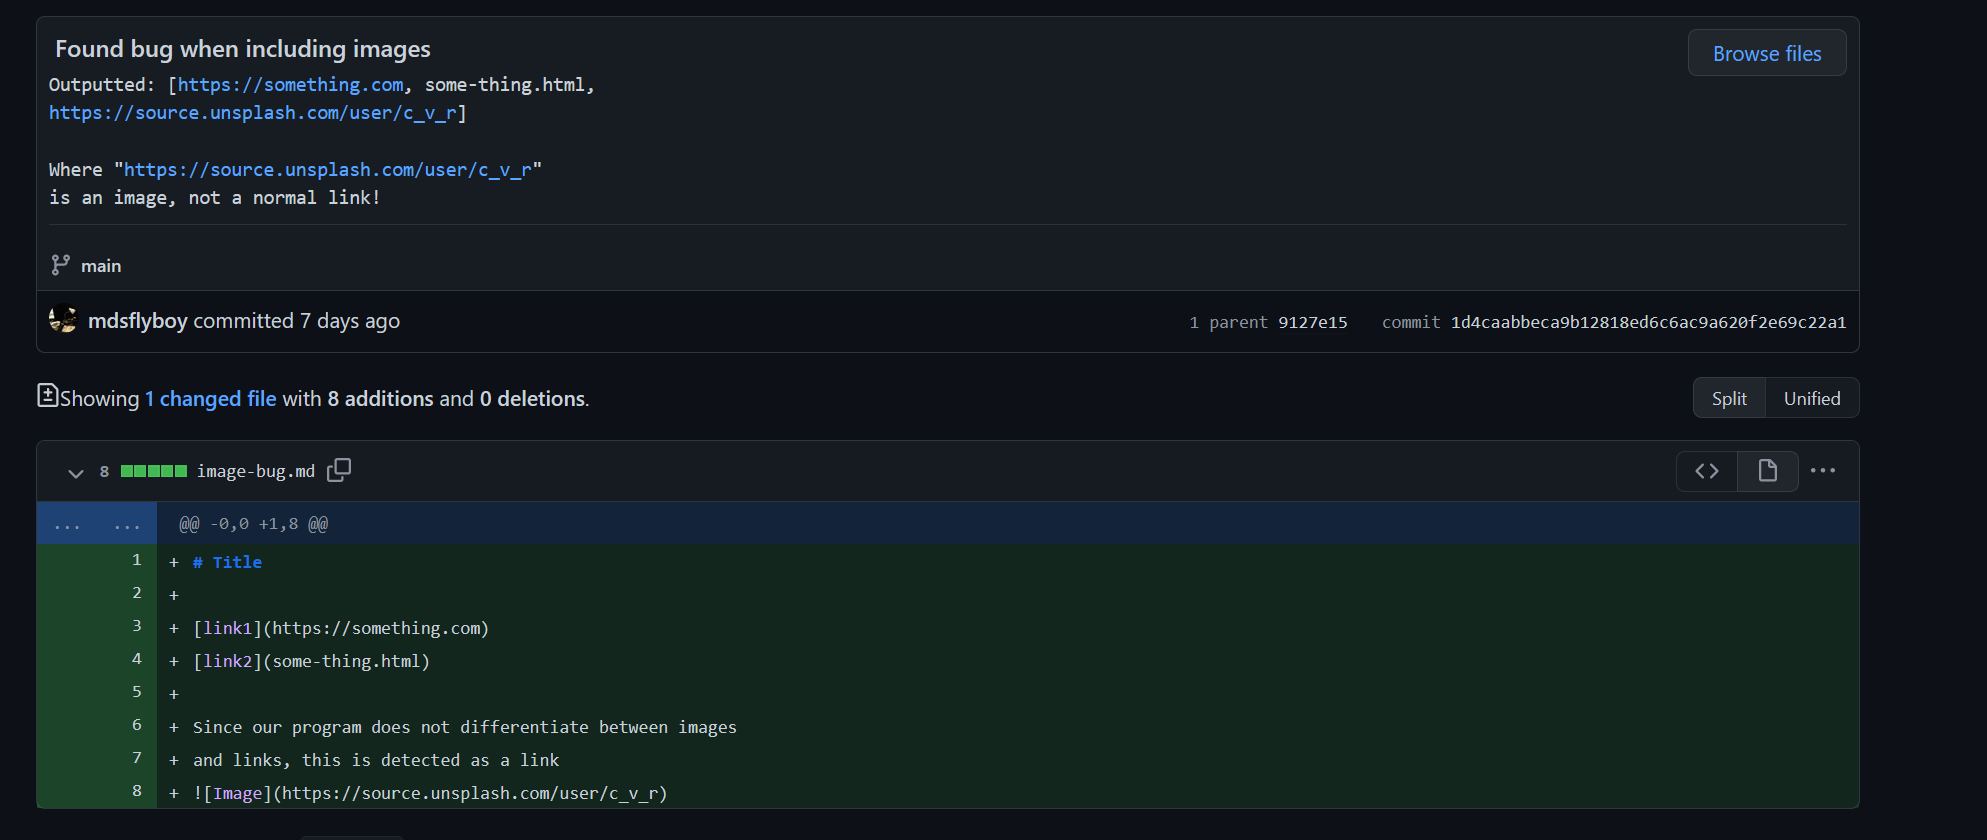 Found bug when including images
Browse files
Outputted: [https://something.com, some-thing.html,
https://source.unsplash.com/user/c_v_r]
Where "https://source.unsplash.com/user/c_v_r"
is an image, not a normal link!
main
mdsflyboy committed 7 days ago
1 parent 9127e15 commit 1d4caabbeca9b12818ed6c6ac9a620f2e69c22a1
Showing 1 changed file with 8 additions and 0 deletions.
Split Unified
8 image-bug.md
... ... @@ -0,0 +1,8 @@
1 + # Title
2 +
3 + [link1](https://something.com)
4 + [link2](some-thing.html)
5 +
6 + Since our program does not differentiate between images
7 + and links, this is detected as a link
8 + ![Image](https://source.unsplash.com/user/c_v_r)